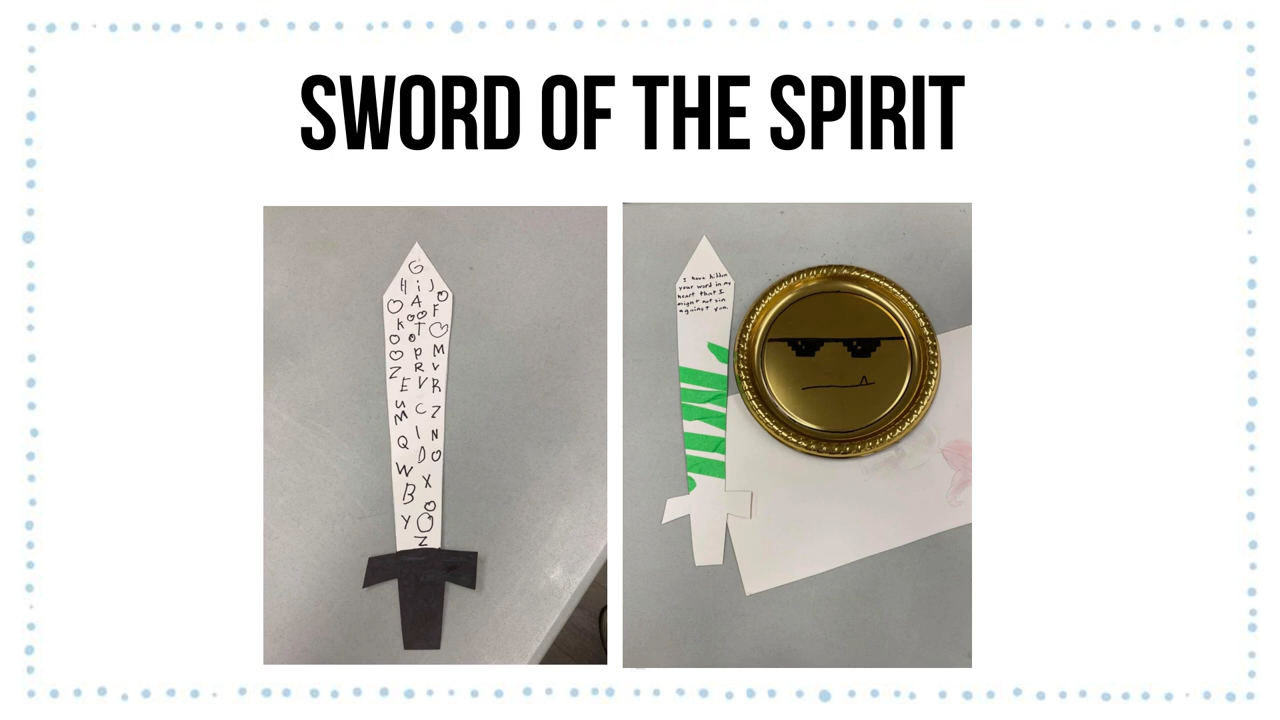 SWORD OF THE SPIRIT
G
H i J
A
F
K
T
P M
R V
Z E V R
u C Z
M
Q I N
D
W X
B
Y
Z
I have hidden
your word in my
heart that I
might not sin
against you.